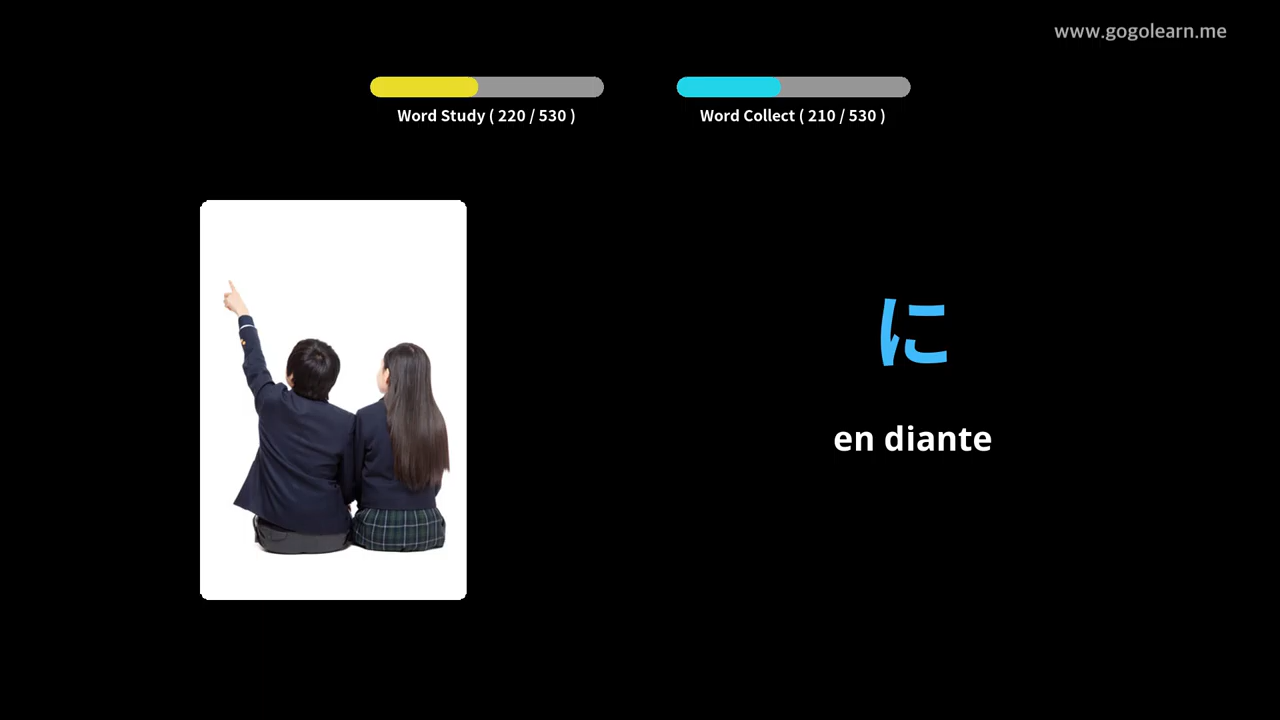 www.gogolearn.me
Word Study ( 220 / 530 )
Word Collect ( 210 / 530 )
に
en diante